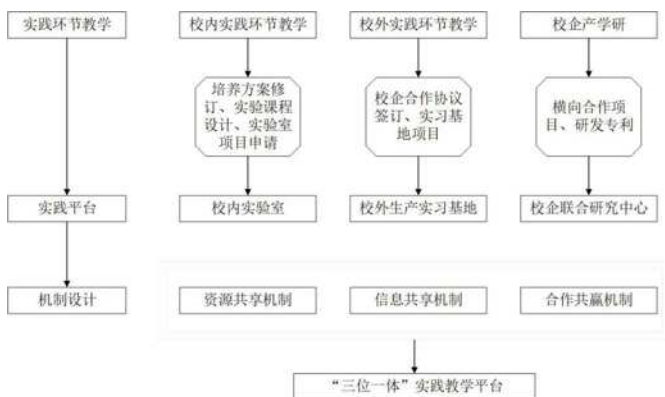 实践环节教学
校内实践环节教学
校外实践环节教学
校企产学研
培养方案修
订、实验课程
设计、实验室
项目申请
校企合作协议
签订、实习基
地项目
横向合作项
目、研发专利
实践平台
校内实验室
校外生产实习基地
校企联合研究中心
机制设计
资源共享机制
信息共享机制
合作共赢机制
“三位一体”实践教学平台